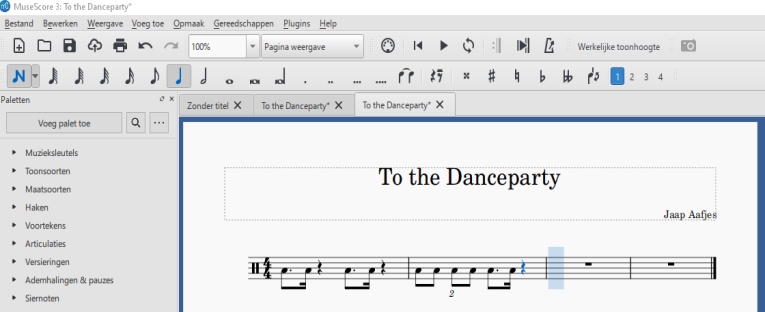 MuseScore 3: To the Danceparty*
Bestand Bewerken Weergave Voeg toe Opmaak Gereedschappen Plugins Help
100% Pagina weergave Werkelijke toonhoogte
1 2 3 4
Paletten
Zonder titel To the Danceparty* To the Danceparty*
Voeg palet toe
Muzieksleutels
Toonsoorten
Maatsoorten
Haken
Voortekens
Articulaties
Versieringen
Ademhalingen & pauzes
Siernoten
To the Danceparty
Jaap Aafjes
2